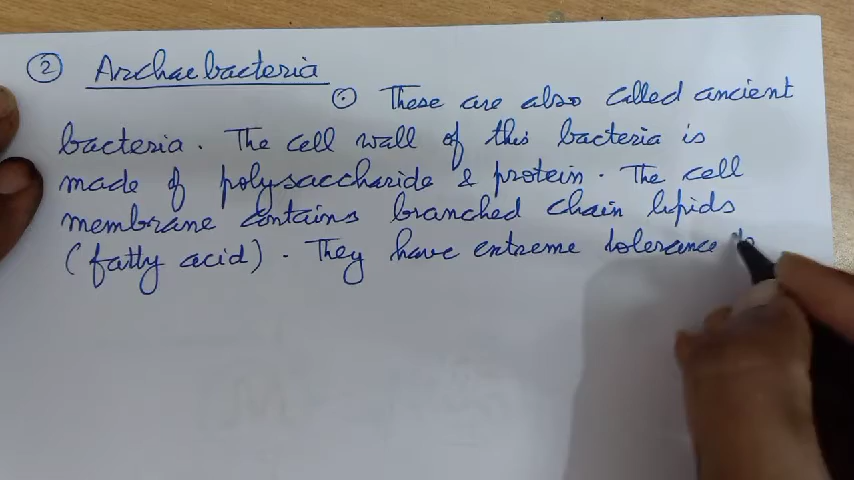 ② Archaebacteria
⊙ These are also called ancient
bacteria. The cell wall of this bacteria is
made of polysaccharide & protein. The cell
membrane contains branched chain lipids
(fatty acid). They have extreme tolerance